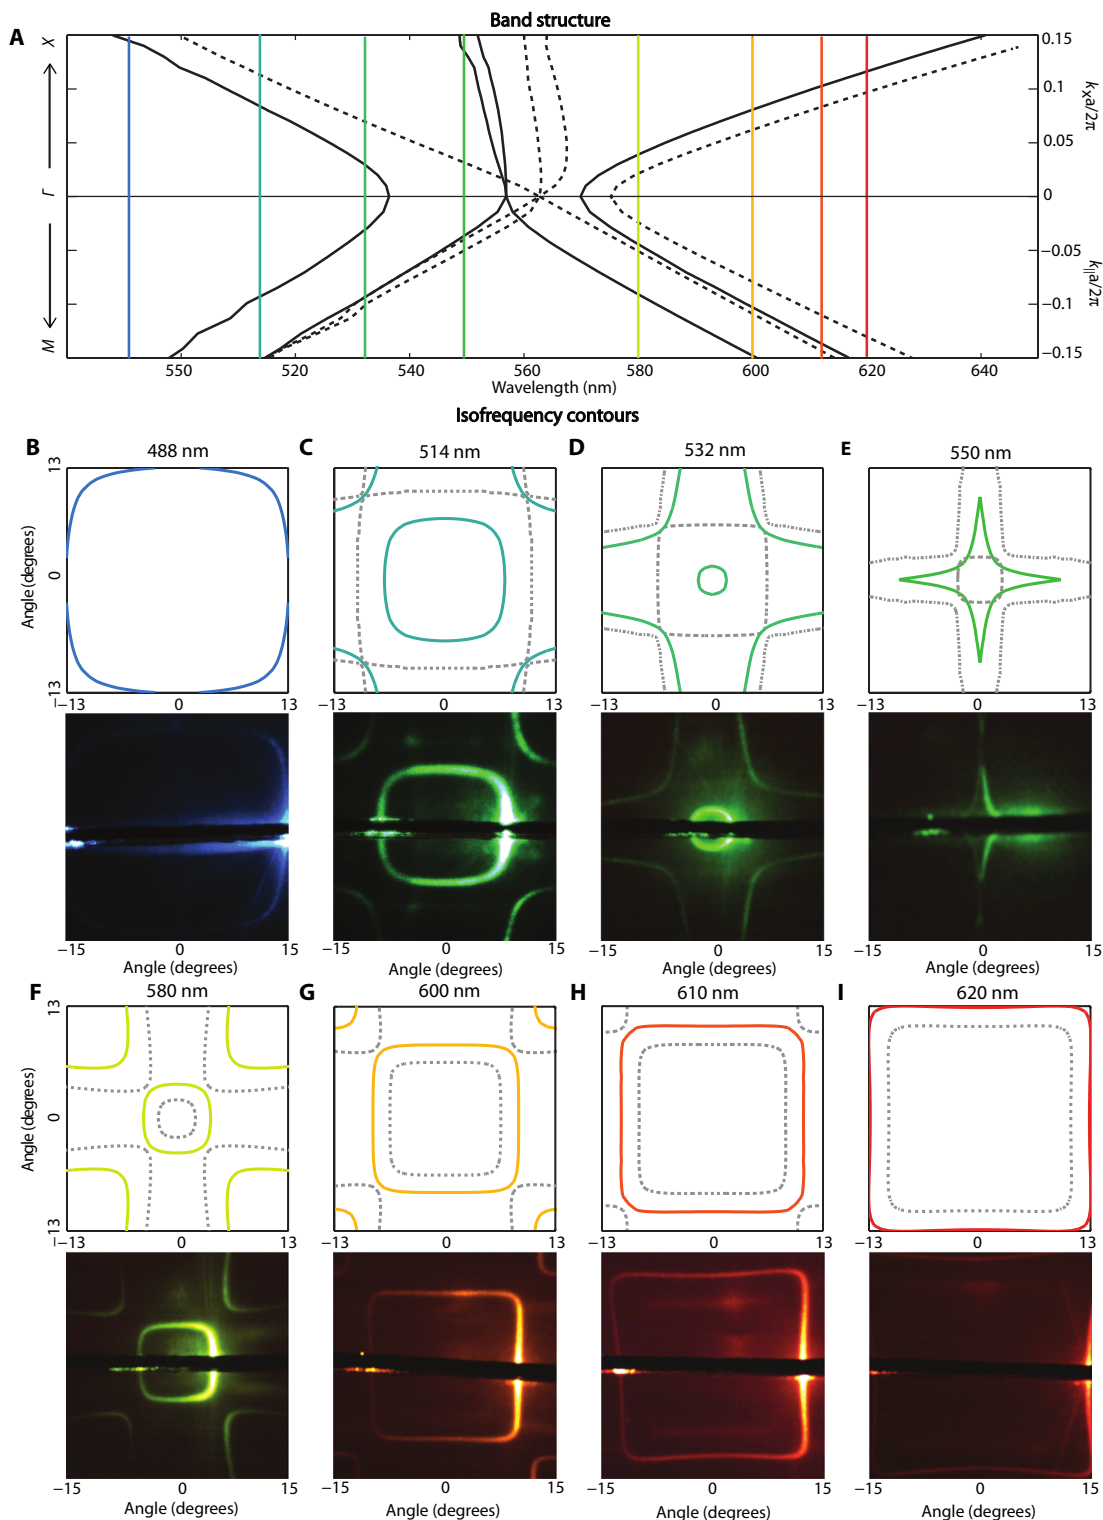 Band structure
A
X
Γ
M
0.15
0.1
0.05
0
−0.05
−0.1
−0.15
kₓa/2π
k||a/2π
550 520 540 560 580 600 620 640
Wavelength (nm)
Isofrequency contours
B 488 nm C 514 nm D 532 nm E 550 nm
13
0
−13
Angle (degrees)
−13 0 13 −13 0 13 −13 0 13 −13 0 13
−15 0 15 −15 0 15 −15 0 15 −15 0 15
Angle (degrees) Angle (degrees) Angle (degrees) Angle (degrees)
F 580 nm G 600 nm H 610 nm I 620 nm
13
0
−13
Angle (degrees)
−13 0 13 −13 0 13 −13 0 13 −13 0 13
−15 0 15 −15 0 15 −15 0 15 −15 0 15
Angle (degrees) Angle (degrees) Angle (degrees) Angle (degrees)